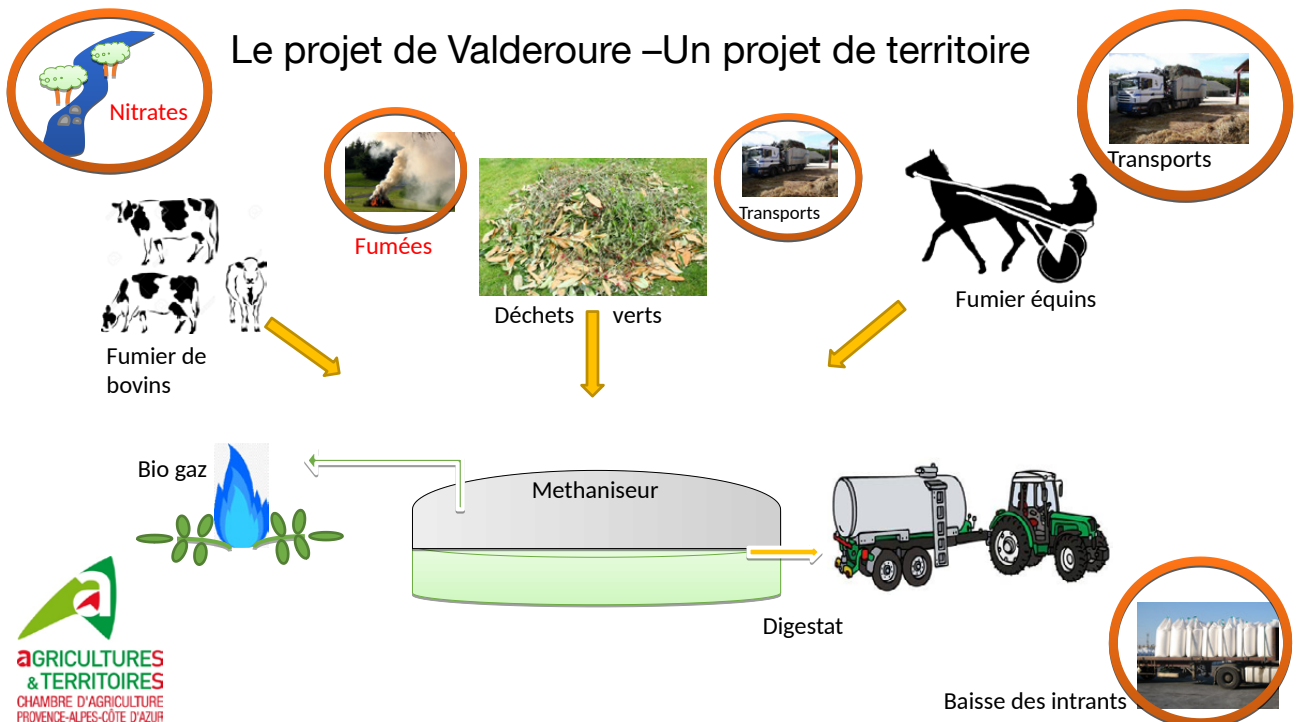 Le projet de Valderoure –Un projet de territoire
Nitrates
Fumées
Transports
Transports
Déchets verts
Fumier équins
Fumier de
bovins
Bio gaz
Methaniseur
Digestat
Baisse des intrants
a
aGRICULTURES
& TERRITOIRES
CHAMBRE D'AGRICULTURE
PROVENCE-ALPES-CÔTE D'AZUR